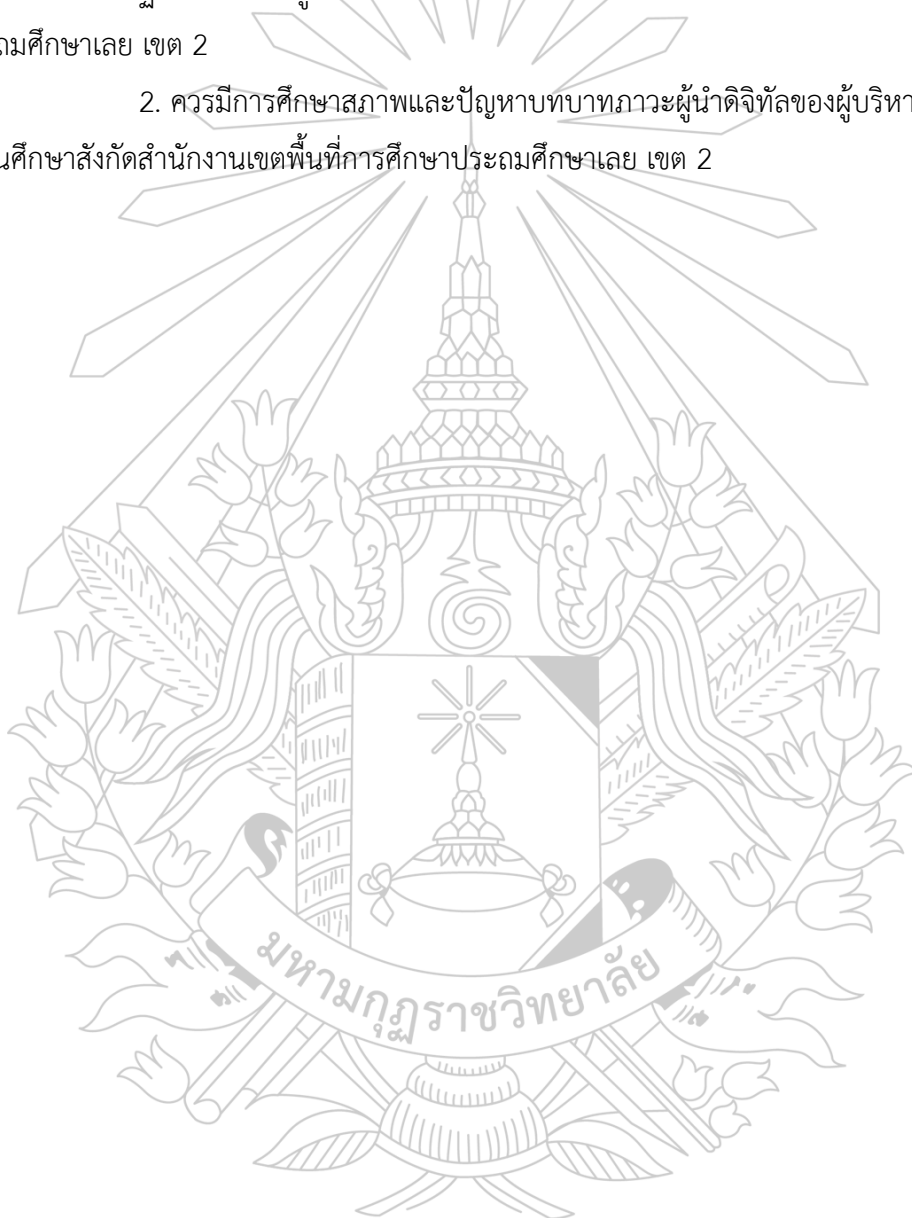 ถมศึกษาเลย เขต 2
2. ควรมีการศึกษาสภาพและปัญหาบทบาทภาวะผู้นำดิจิทัลของผู้บริหา
นศึกษาสังกัดสำนักงานเขตพื้นที่การศึกษาประถมศึกษาเลย เขต 2
มหามกุฏราชวิทยาลัย